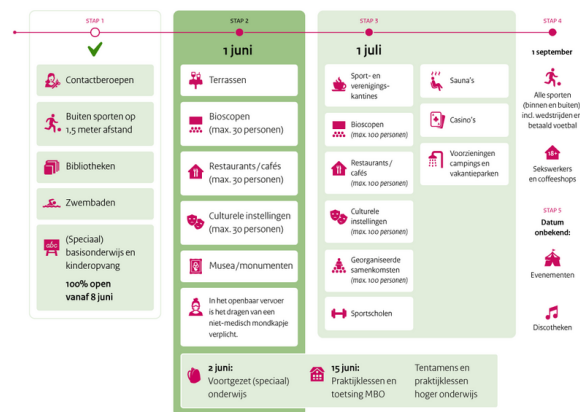 STAP 1
Contactberoepen
Buiten sporten op
1,5 meter afstand
Bibliotheken
Zwembaden
abc
(Speciaal)
basisonderwijs en
kinderopvang
100% open
vanaf 8 juni
STAP 2
1 juni
Terrassen
Bioscopen
(max. 30 personen)
Restaurants/cafés
(max. 30 personen)
Culturele instellingen
(max. 30 personen)
Musea/monumenten
In het openbaar vervoer
is het dragen van een
niet-medisch mondkapje
verplicht.
2 juni:
Voortgezet (speciaal)
onderwijs
15 juni:
Praktijklessen en
toetsing MBO
Tentamens en
praktijklessen
hoger onderwijs
STAP 3
1 juli
Sport- en
verenigings-
kantines
Bioscopen
(max. 100 personen)
Restaurants/
cafés
(max. 100 personen)
Culturele
instellingen
(max. 100 personen)
Georganiseerde
samenkomsten
(max. 100 personen)
Sportscholen
Sauna's
Casino's
Voorzieningen
campings en
vakantieparken
STAP 4
1 september
Alle sporten
(binnen en buiten)
incl. wedstrijden en
betaald voetbal
18+
Sekswerkers
en coffeeshops
STAP 5
Datum
onbekend:
Evenementen
Discotheken